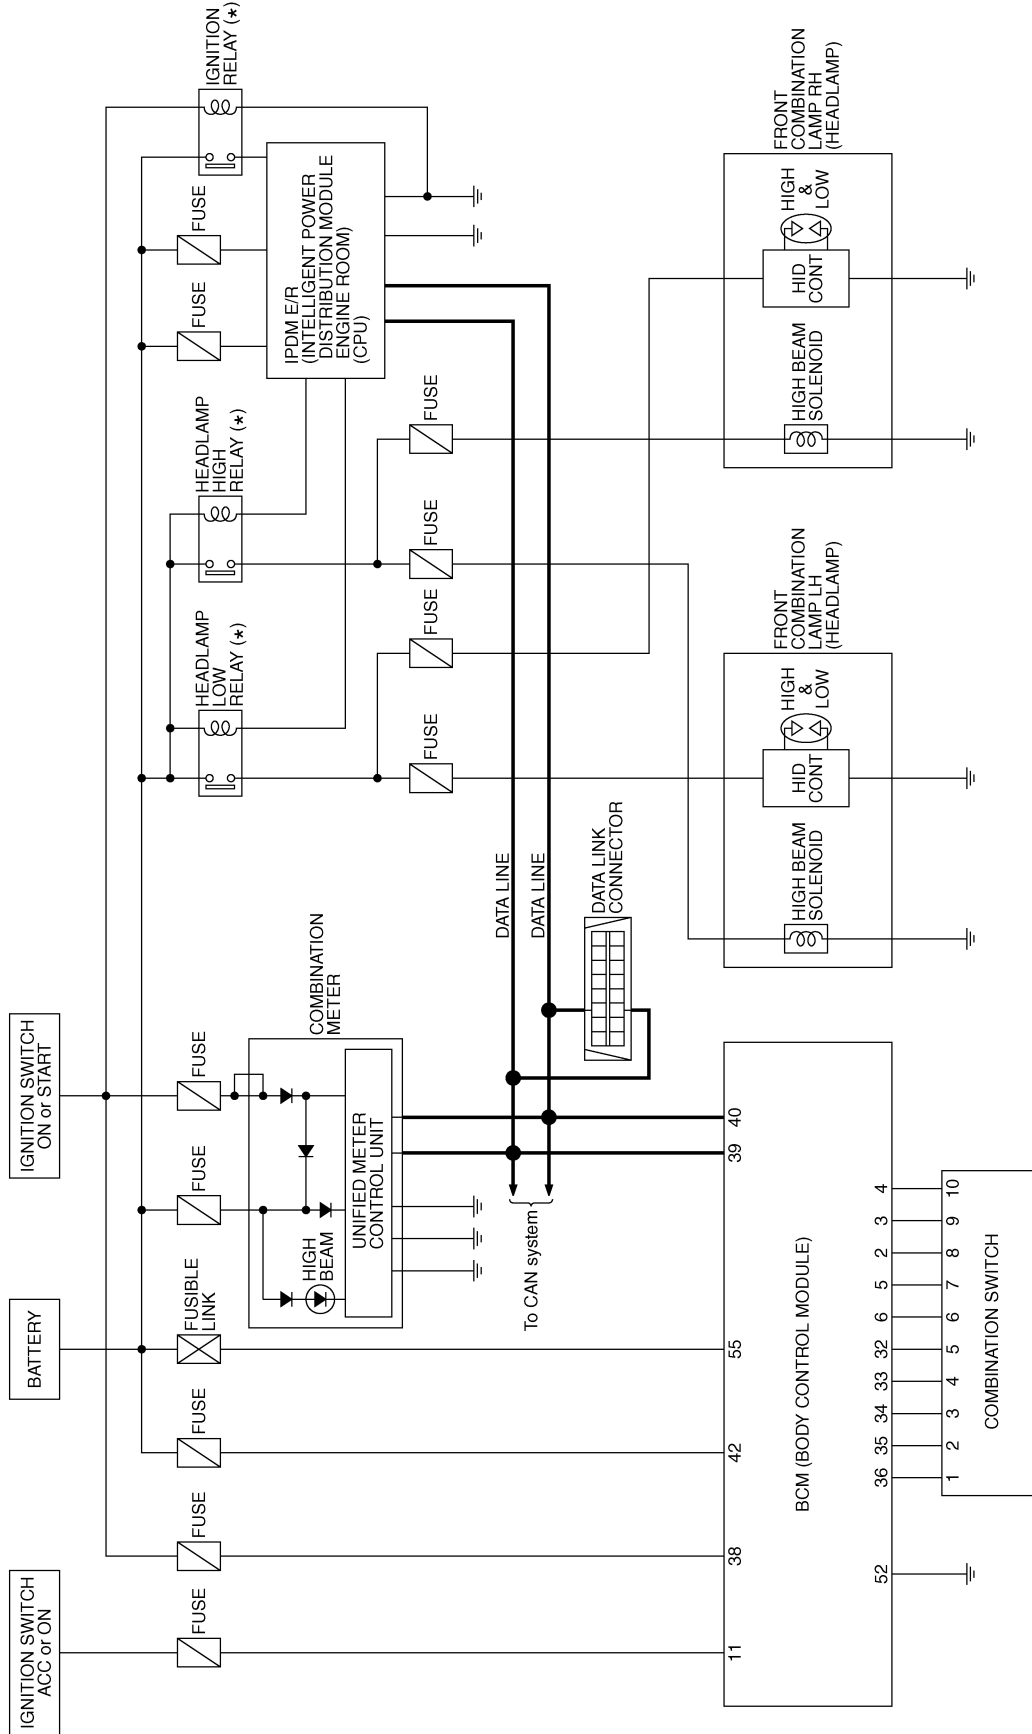 IGNITION SWITCH
ACC or ON
BATTERY
IGNITION SWITCH
ON or START
FUSE
FUSE
FUSE
FUSIBLE
LINK
FUSE
FUSE
HEADLAMP
LOW
RELAY (*)
HEADLAMP
HIGH
RELAY (*)
FUSE
FUSE
IGNITION
RELAY (*)
HIGH
BEAM
UNIFIED METER
CONTROL UNIT
COMBINATION
METER
IPDM E/R
(INTELLIGENT POWER
DISTRIBUTION MODULE
ENGINE ROOM)
(CPU)
FUSE
FUSE
FUSE
FUSE
DATA LINE
DATA LINE
To CAN system
DATA LINK
CONNECTOR
11
38
42
55
39
40
BCM (BODY CONTROL MODULE)
52
36
35
34
33
32
6
5
2
3
4
1
2
3
4
5
6
7
8
9
10
COMBINATION SWITCH
HIGH BEAM
SOLENOID
HID
CONT
HIGH
&
LOW
FRONT
COMBINATION
LAMP LH
(HEADLAMP)
HIGH BEAM
SOLENOID
HID
CONT
HIGH
&
LOW
FRONT
COMBINATION
LAMP RH
(HEADLAMP)